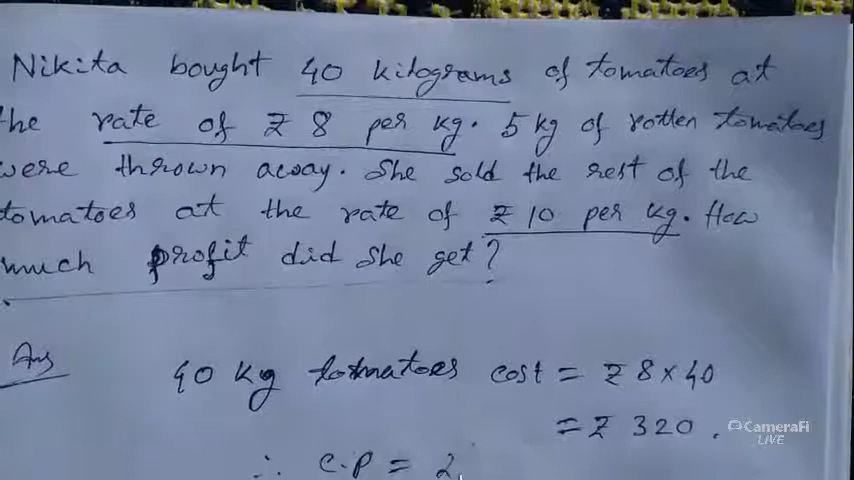 Nikita bought 40 kilograms of tomatoes at
the rate of ₹ 8 per kg. 5 kg of rotten tomatoes
were thrown away. She sold the rest of the
tomatoes at the rate of ₹ 10 per kg. How
much profit did she get?
Ans 40 kg tomatoes cost = ₹ 8 × 40
= ₹ 320.
∴ C.P = 
CameraFi
LIVE